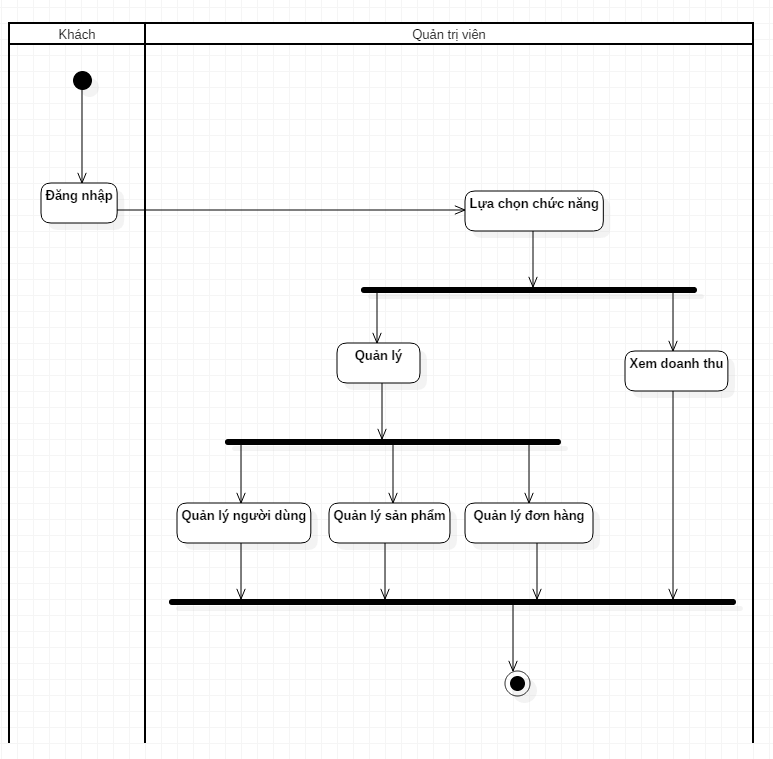 Khách
Quản trị viên
Đăng nhập
Lựa chọn chức năng
Quản lý
Xem doanh thu
Quản lý người dùng
Quản lý sản phẩm
Quản lý đơn hàng